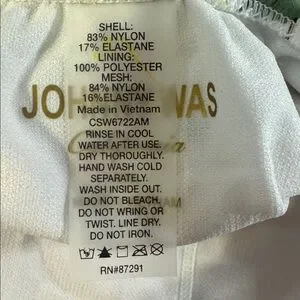 SHELL:
83% NYLON
17% ELASTANE
LINING:
100% POLYESTER
MESH:
84% NYLON
16% ELASTANE
Made in Vietnam
CSW6722AM
RINSE IN COOL
WATER AFTER USE.
DRY THOROUGHLY.
HAND WASH COLD
SEPARATELY.
WASH INSIDE OUT.
DO NOT BLEACH.
DO NOT WRING OR
TWIST. LINE DRY.
DO NOT IRON.
RN#87291